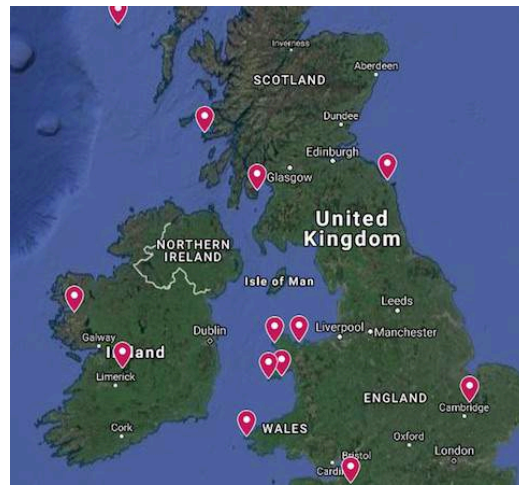 Inverness
Aberdeen
SCOTLAND
Dundee
Edinburgh
Glasgow
United
Kingdom
NORTHERN
IRELAND
Isle of Man
Leeds
Dublin
Liverpool
Manchester
Galway
Limerick
ENGLAND
Cambridge
Cork
WALES
Oxford
London
Bristol